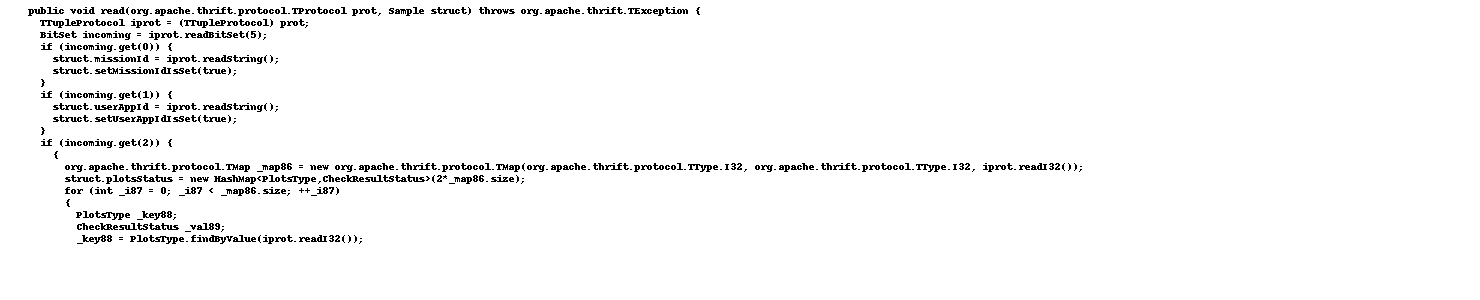 public void read(org.apache.thrift.protocol.TProtocol prot, Sample struct) throws org.apache.thrift.TException {
TTupleProtocol iprot = (TTupleProtocol) prot;
BitSet incoming = iprot.readBitSet(5);
if (incoming.get(0)) {
struct.missionId = iprot.readString();
struct.setMissionIdIsSet(true);
}
if (incoming.get(1)) {
struct.userAppId = iprot.readString();
struct.setUserAppIdIsSet(true);
}
if (incoming.get(2)) {
{
org.apache.thrift.protocol.TMap _map86 = new org.apache.thrift.protocol.TMap(org.apache.thrift.protocol.TType.I32, org.apache.thrift.protocol.TType.I32, iprot.readI32());
struct.plotsStatus = new HashMap<PlotsType,CheckResultStatus>(2*_map86.size);
for (int _i87 = 0; _i87 < _map86.size; ++_i87)
{
PlotsType _key88;
CheckResultStatus _val89;
_key88 = PlotsType.findByValue(iprot.readI32());